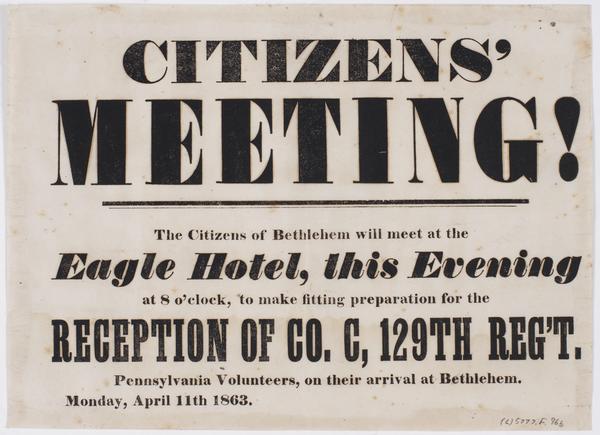 CITIZENS'
MEETING!
The Citizens of Bethlehem will meet at the
Eagle Hotel, this Evening
at 8 o'clock, to make fitting preparation for the
RECEPTION OF CO. C, 129TH REG'T.
Pennsylvania Volunteers, on their arrival at Bethlehem.
Monday, April 11th 1863.